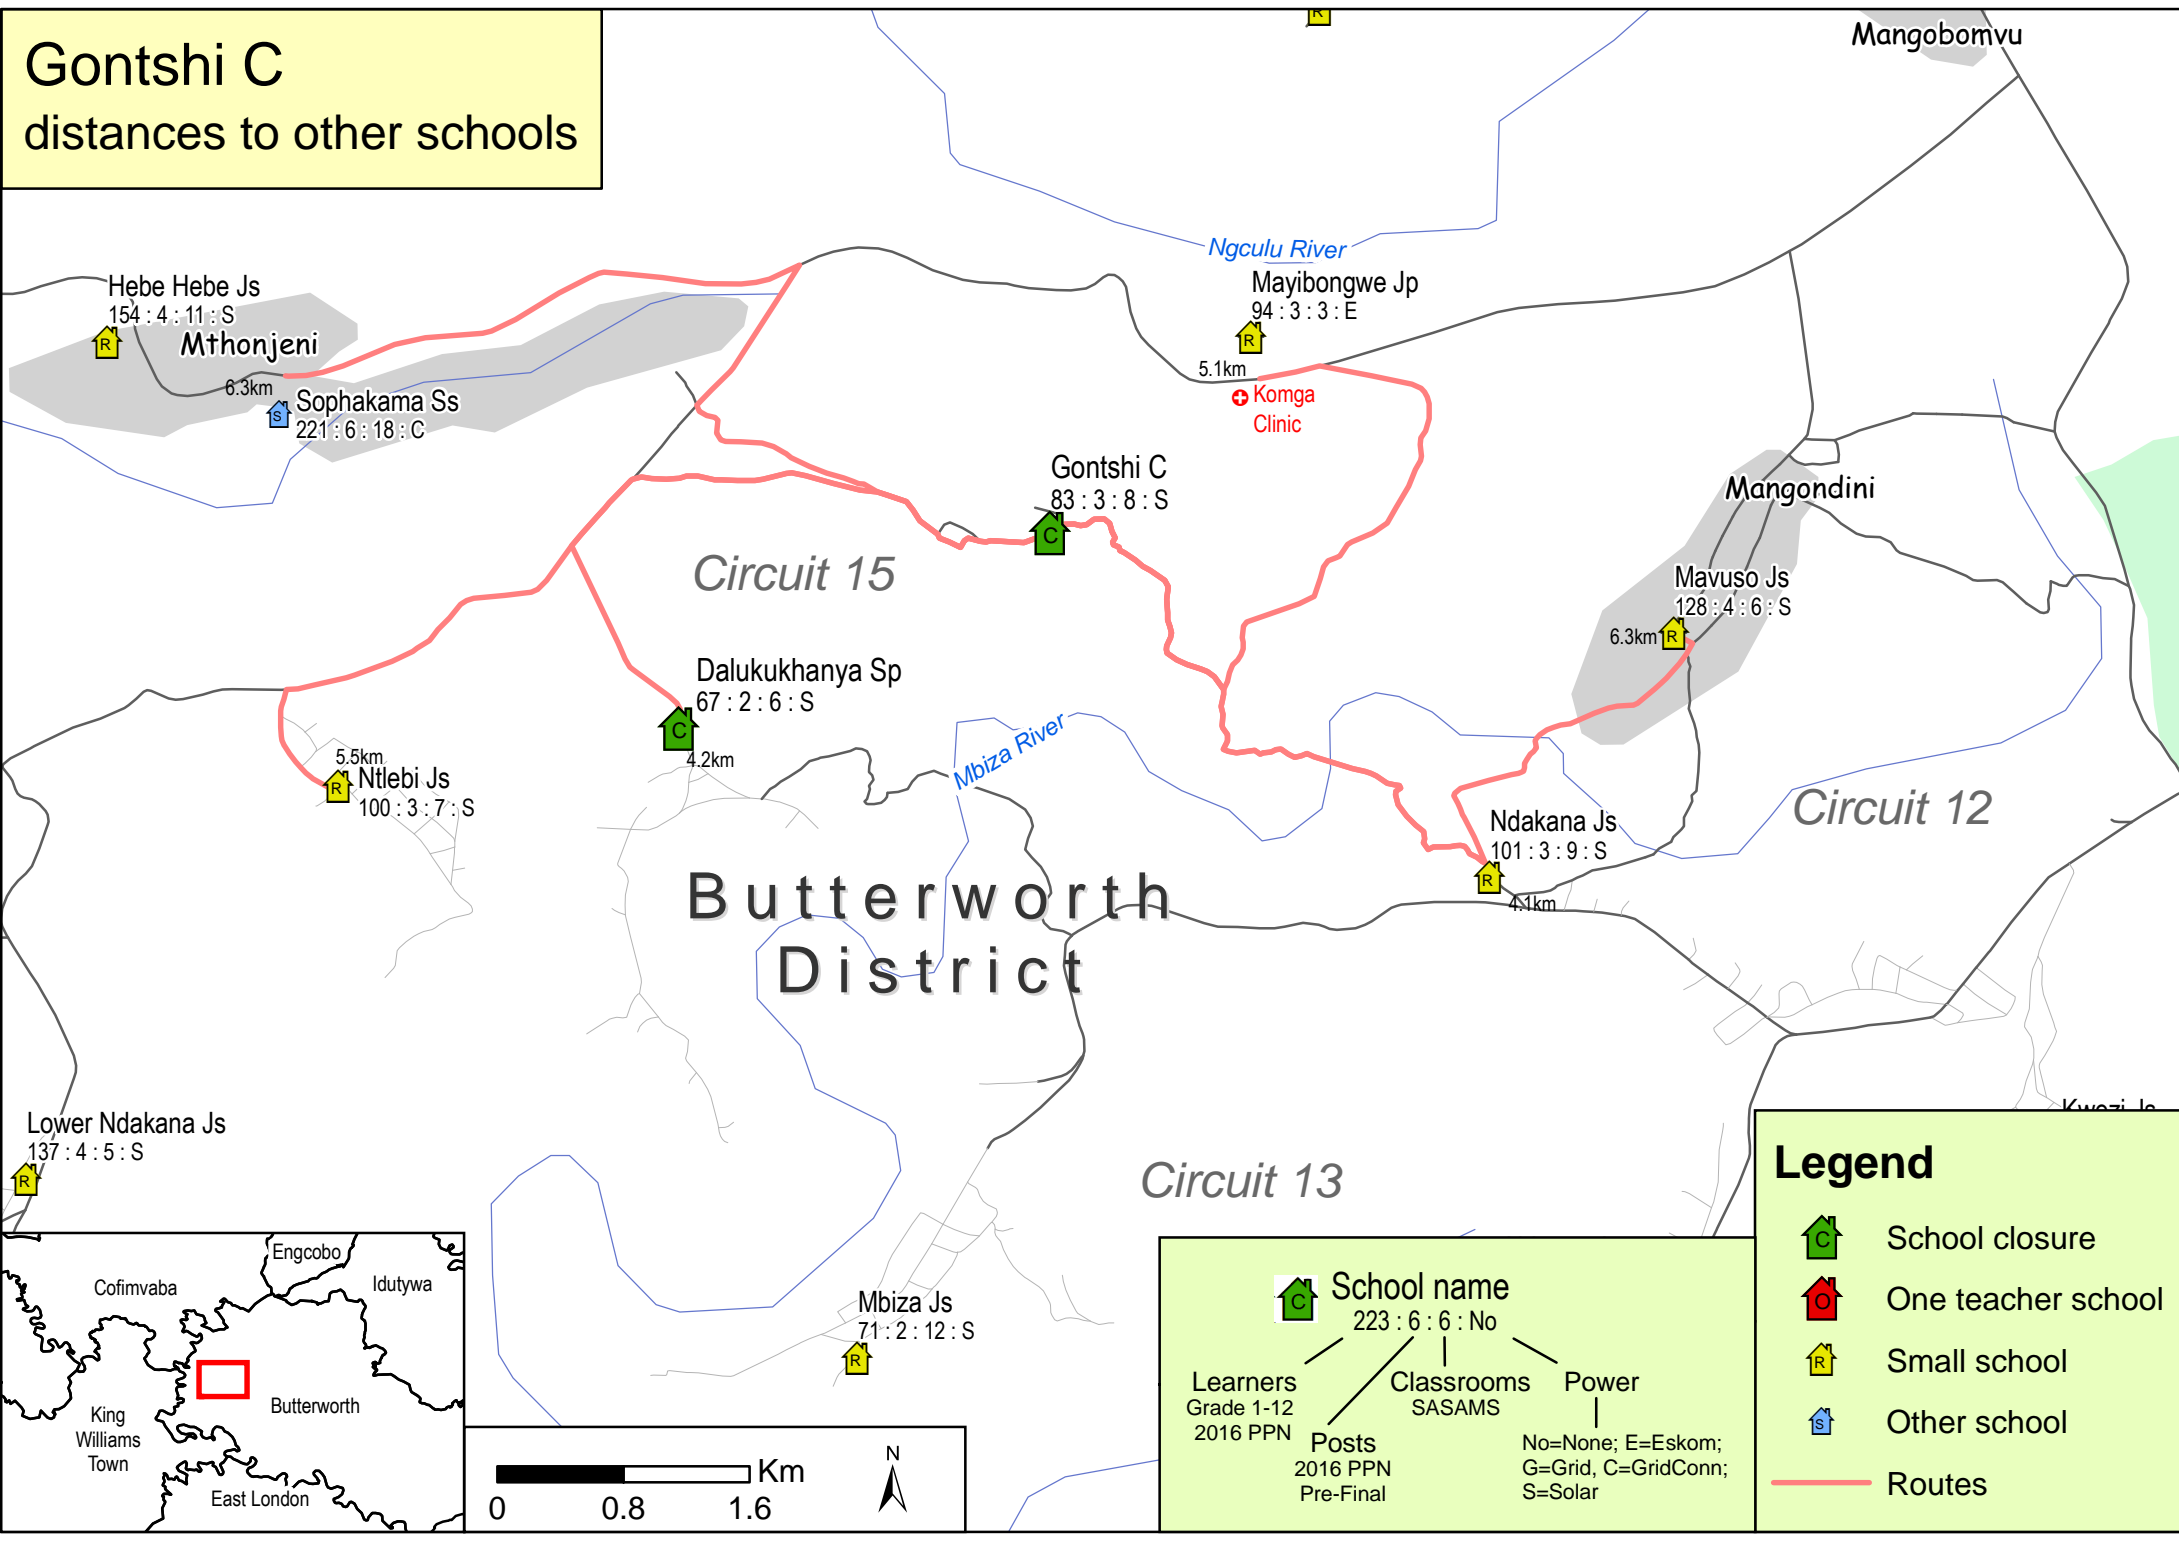 Gontshi C
distances to other schools
R
Mangobomvu
Ngculu River
Hebe Hebe Js
154 : 4 : 11 : S
R
Mthonjeni
6.3km
S
Sophakama Ss
221 : 6 : 18 : C
Mayibongwe Jp
94 : 3 : 3 : E
R
5.1km
Komga
Clinic
Gontshi C
83 : 3 : 8 : S
C
Mangondini
Circuit 15
Mavuso Js
128 : 4 : 6 : S
6.3km
R
Dalukukhanya Sp
67 : 2 : 6 : S
C
4.2km
Mbiza River
5.5km
R
Ntlebi Js
100 : 3 : 7 : S
Circuit 12
Ndakana Js
101 : 3 : 9 : S
R
4.1km
Butterworth
District
Lower Ndakana Js
137 : 4 : 5 : S
R
Circuit 13
Mbiza Js
71 : 2 : 12 : S
R
Engcobo
Cofimvaba
Idutywa
Butterworth
King
Williams
Town
East London
Km
0 0.8 1.6
N
C
School name
223 : 6 : 6 : No
Learners
Grade 1-12
2016 PPN
Posts
2016 PPN
Pre-Final
Classrooms
SASAMS
Power
No=None; E=Eskom;
G=Grid, C=GridConn;
S=Solar
Legend
C School closure
O One teacher school
R Small school
S Other school
Routes